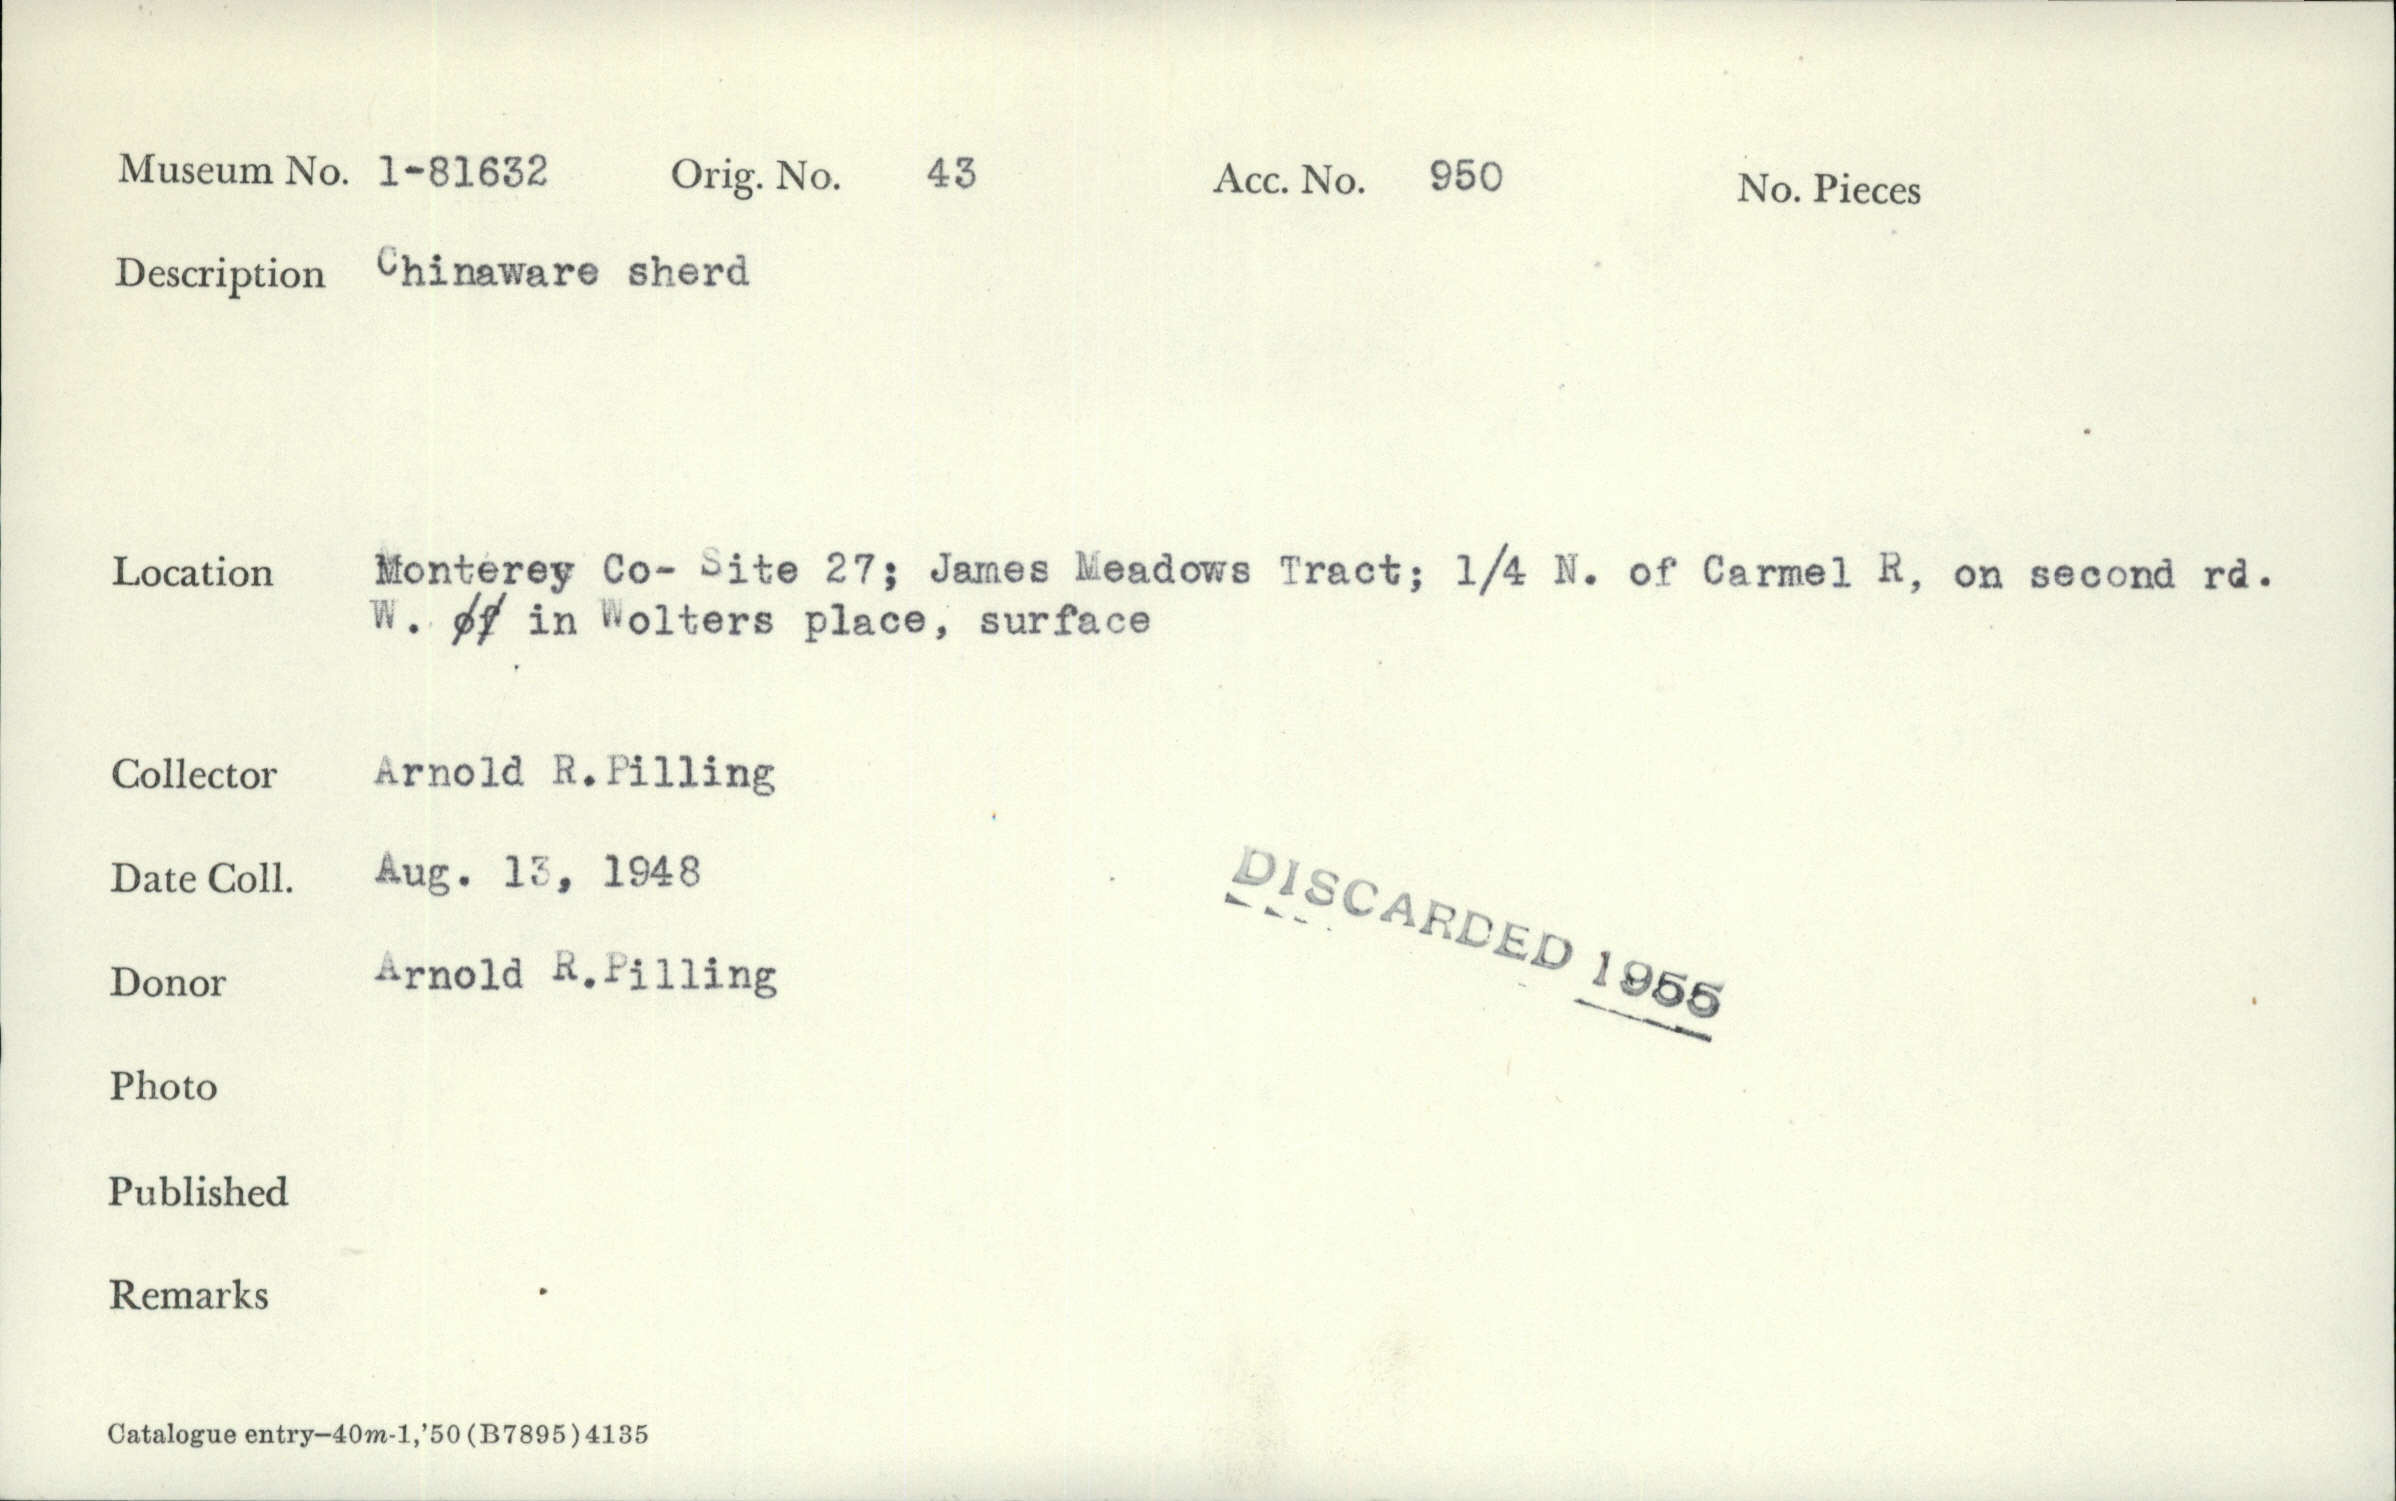 Museum No. 1-81632 Orig. No. 43 Acc. No. 950 No. Pieces
Description Chinaware sherd
Location Monterey Co- Site 27; James Meadows Tract; 1/4 N. of Carmel R, on second rd.
W. of in Wolters place, surface
Collector Arnold R.Pilling
Date Coll. Aug. 13, 1948
DISCARDED 1955
Donor Arnold R.Pilling
Photo
Published
Remarks
Catalogue entry—40m-1,'50 (B7895) 4135